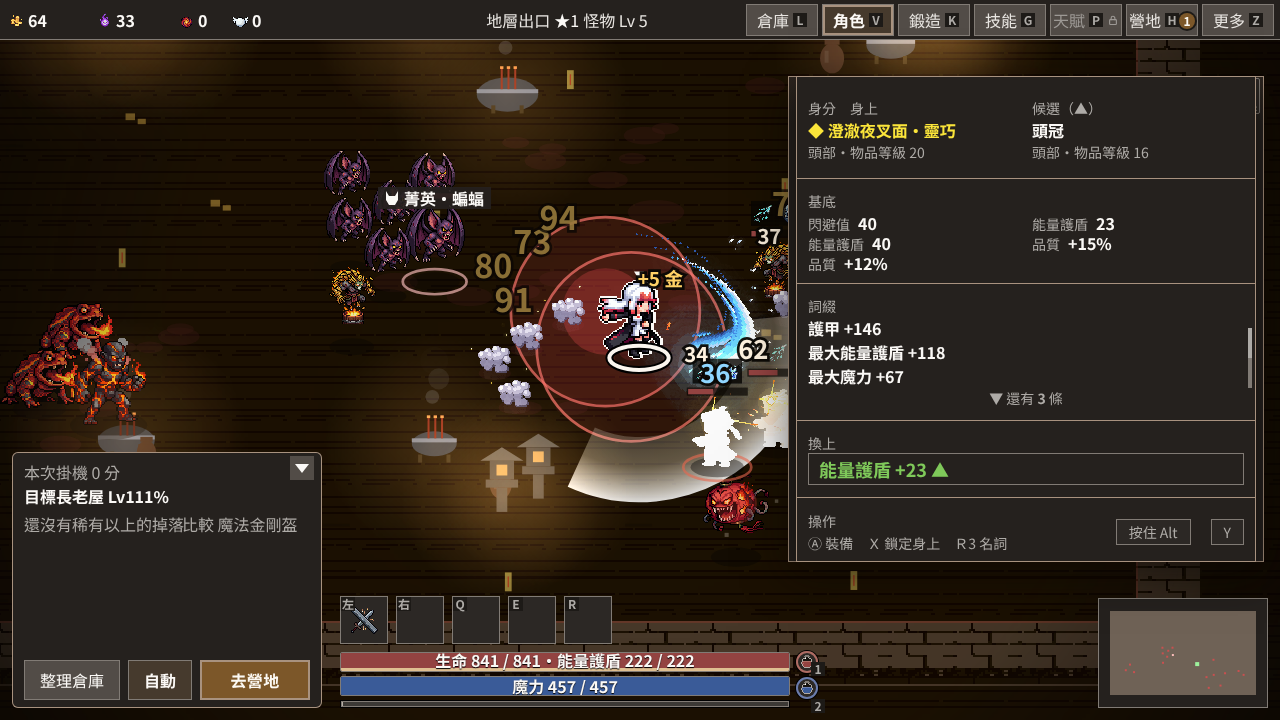 64 33 0 0 地層出口 ★1 怪物 Lv 5 倉庫 L 角色 V 鍛造 K 技能 G 天賦 P 營地 H 1 更多 Z
身分 身上 候選（▲）
◆ 澄澈夜叉面・靈巧 頭冠
頭部・物品等級 20 頭部・物品等級 16
基底
閃避值 40 能量護盾 23
能量護盾 40 品質 +15%
品質 +12%
詞綴
護甲 +146
最大能量護盾 +118
最大魔力 +67
▼ 還有 3 條
換上
能量護盾 +23 ▲
操作
Ⓐ 裝備 X 鎖定身上 R3 名詞 按住 Alt Y
菁英・蝙蝠
94
73
80
91
7
37
+5 金
34
62
36
本次掛機 0 分 ▼
目標長老屋 Lv111%
還沒有稀有以上的掉落比較 魔法金剛盔
整理倉庫 自動 去營地
左 右 Q E R
生命 841 / 841・能量護盾 222 / 222 1
魔力 457 / 457
2